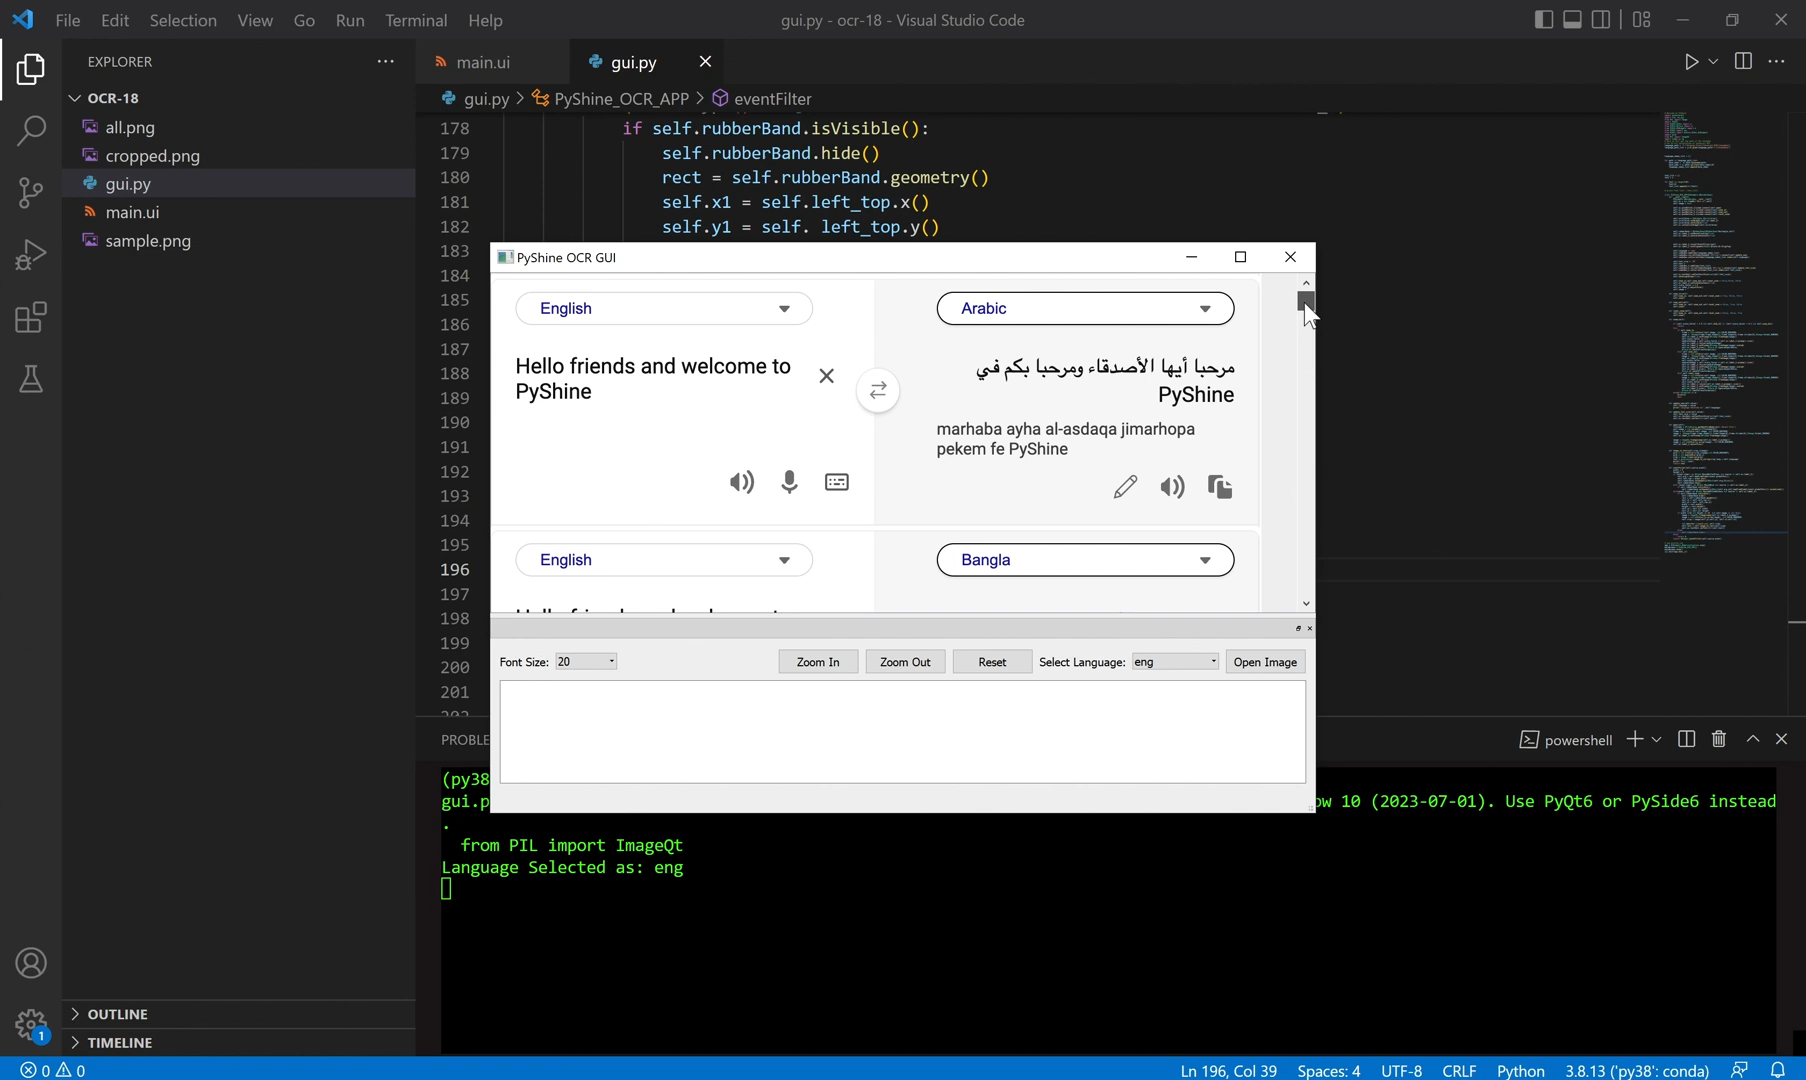 File Edit Selection View Go Run Terminal Help
gui.py - ocr-18 - Visual Studio Code
EXPLORER
OCR-18
all.png
cropped.png
gui.py
main.ui
sample.png
OUTLINE
TIMELINE
main.ui
gui.py
gui.py > PyShine_OCR_APP > eventFilter
178 if self.rubberBand.isVisible():
179 self.rubberBand.hide()
180 rect = self.rubberBand.geometry()
181 self.x1 = self.left_top.x()
182 self.y1 = self. left_top.y()
183
184
185
186
187
188
189
190
191
192
193
194
195
196
197
198
199
200
201
PyShine OCR GUI
English
Arabic
Hello friends and welcome to
PyShine
مرحبا أيها الأصدقاء ومرحبا بكم في
PyShine
marhaba ayha al-asdaqa jimarhopa
pekem fe PyShine
English
Bangla
Font Size: 20
Zoom In
Zoom Out
Reset
Select Language: eng
Open Image
PROBLE
powershell
(py38
gui.p
ow 10 (2023-07-01). Use PyQt6 or PySide6 instead
.
from PIL import ImageQt
Language Selected as: eng
1
0 0
Ln 196, Col 39 Spaces: 4 UTF-8 CRLF Python 3.8.13 ('py38': conda)